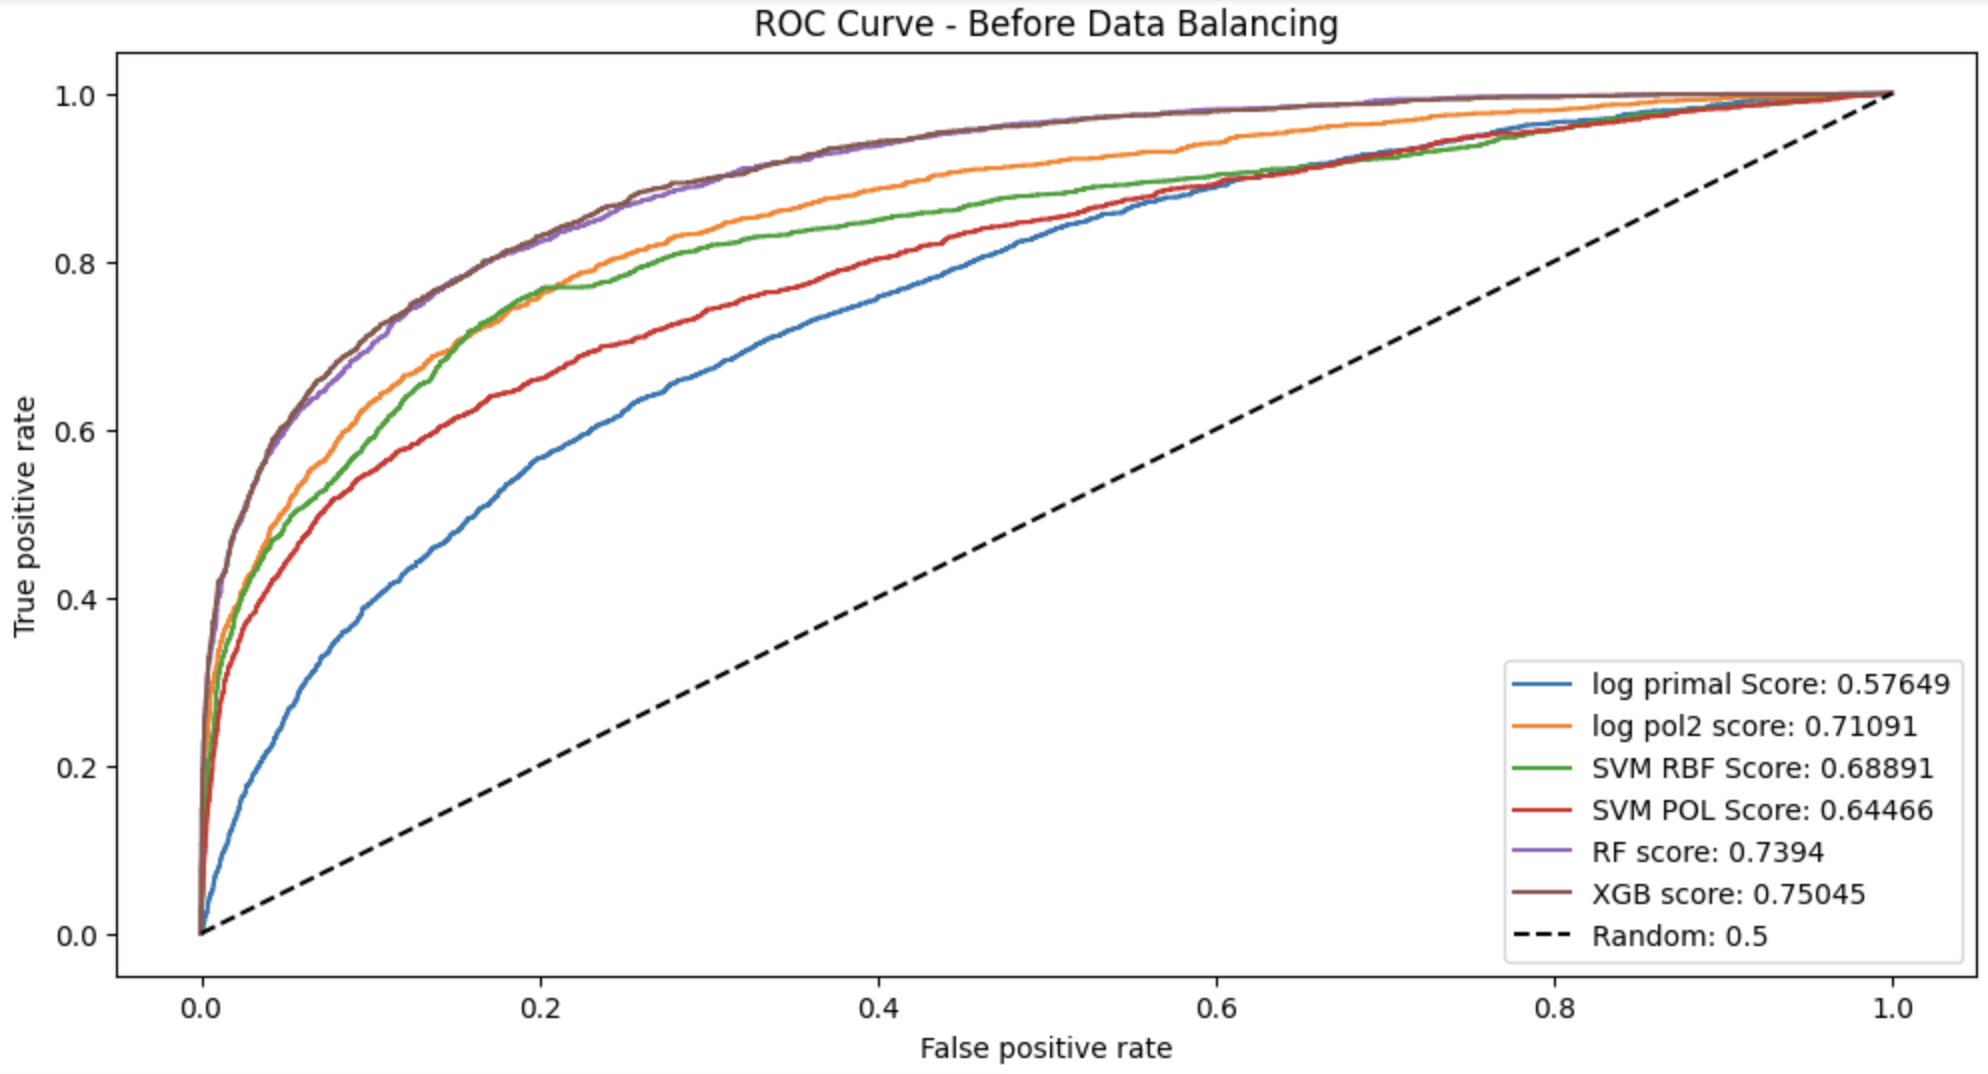 ROC Curve - Before Data Balancing
True positive rate
1.0
0.8
0.6
0.4
0.2
0.0
log primal Score: 0.57649
log pol2 score: 0.71091
SVM RBF Score: 0.68891
SVM POL Score: 0.64466
RF score: 0.7394
XGB score: 0.75045
Random: 0.5
0.0 0.2 0.4 0.6 0.8 1.0
False positive rate